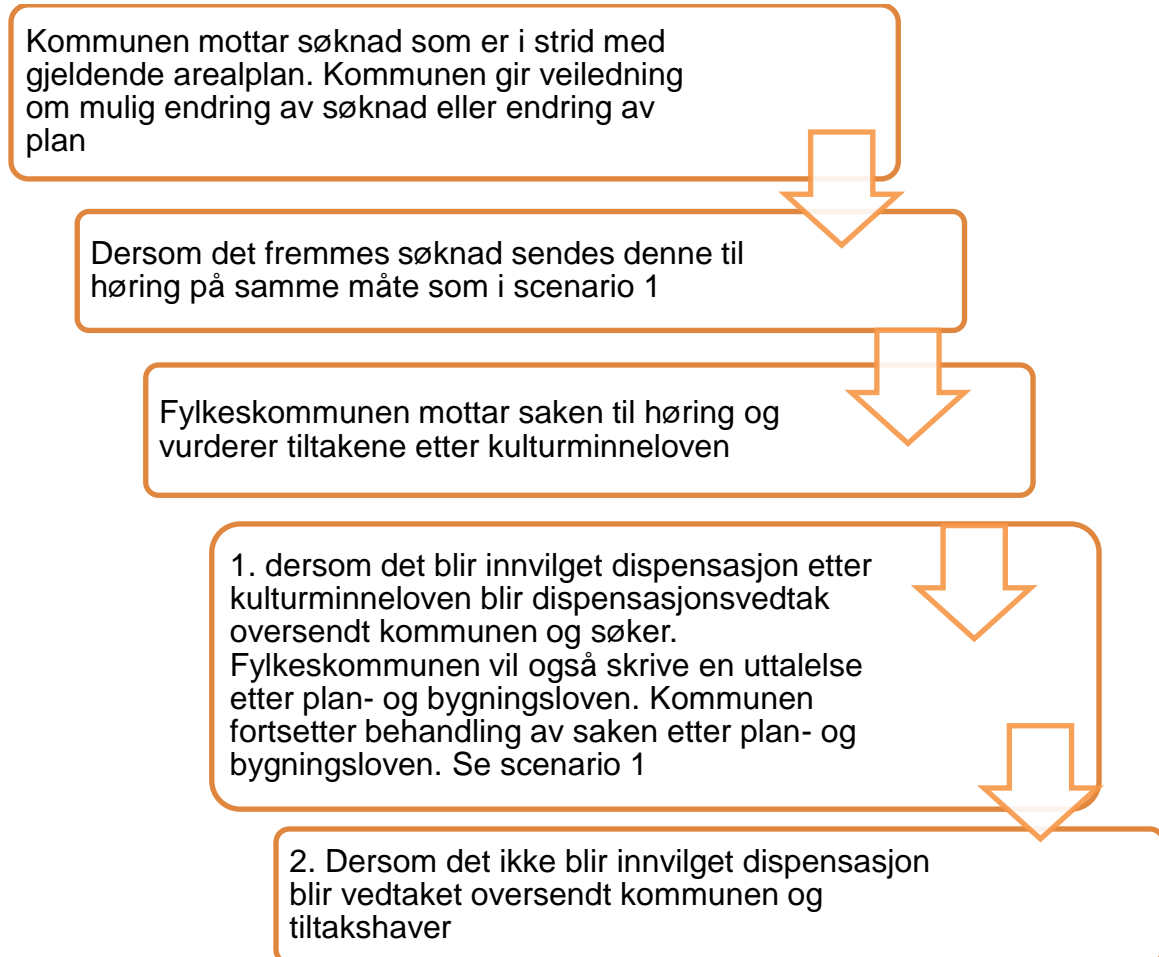 Kommunen mottar søknad som er i strid med
gjeldende arealplan. Kommunen gir veiledning
om mulig endring av søknad eller endring av
plan
Dersom det fremmes søknad sendes denne til
høring på samme måte som i scenario 1
Fylkeskommunen mottar saken til høring og
vurderer tiltakene etter kulturminneloven
1. dersom det blir innvilget dispensasjon etter
kulturminneloven blir dispensasjonsvedtak
oversendt kommunen og søker.
Fylkeskommunen vil også skrive en uttalelse
etter plan- og bygningsloven. Kommunen
fortsetter behandling av saken etter plan- og
bygningsloven. Se scenario 1
2. Dersom det ikke blir innvilget dispensasjon
blir vedtaket oversendt kommunen og
tiltakshaver